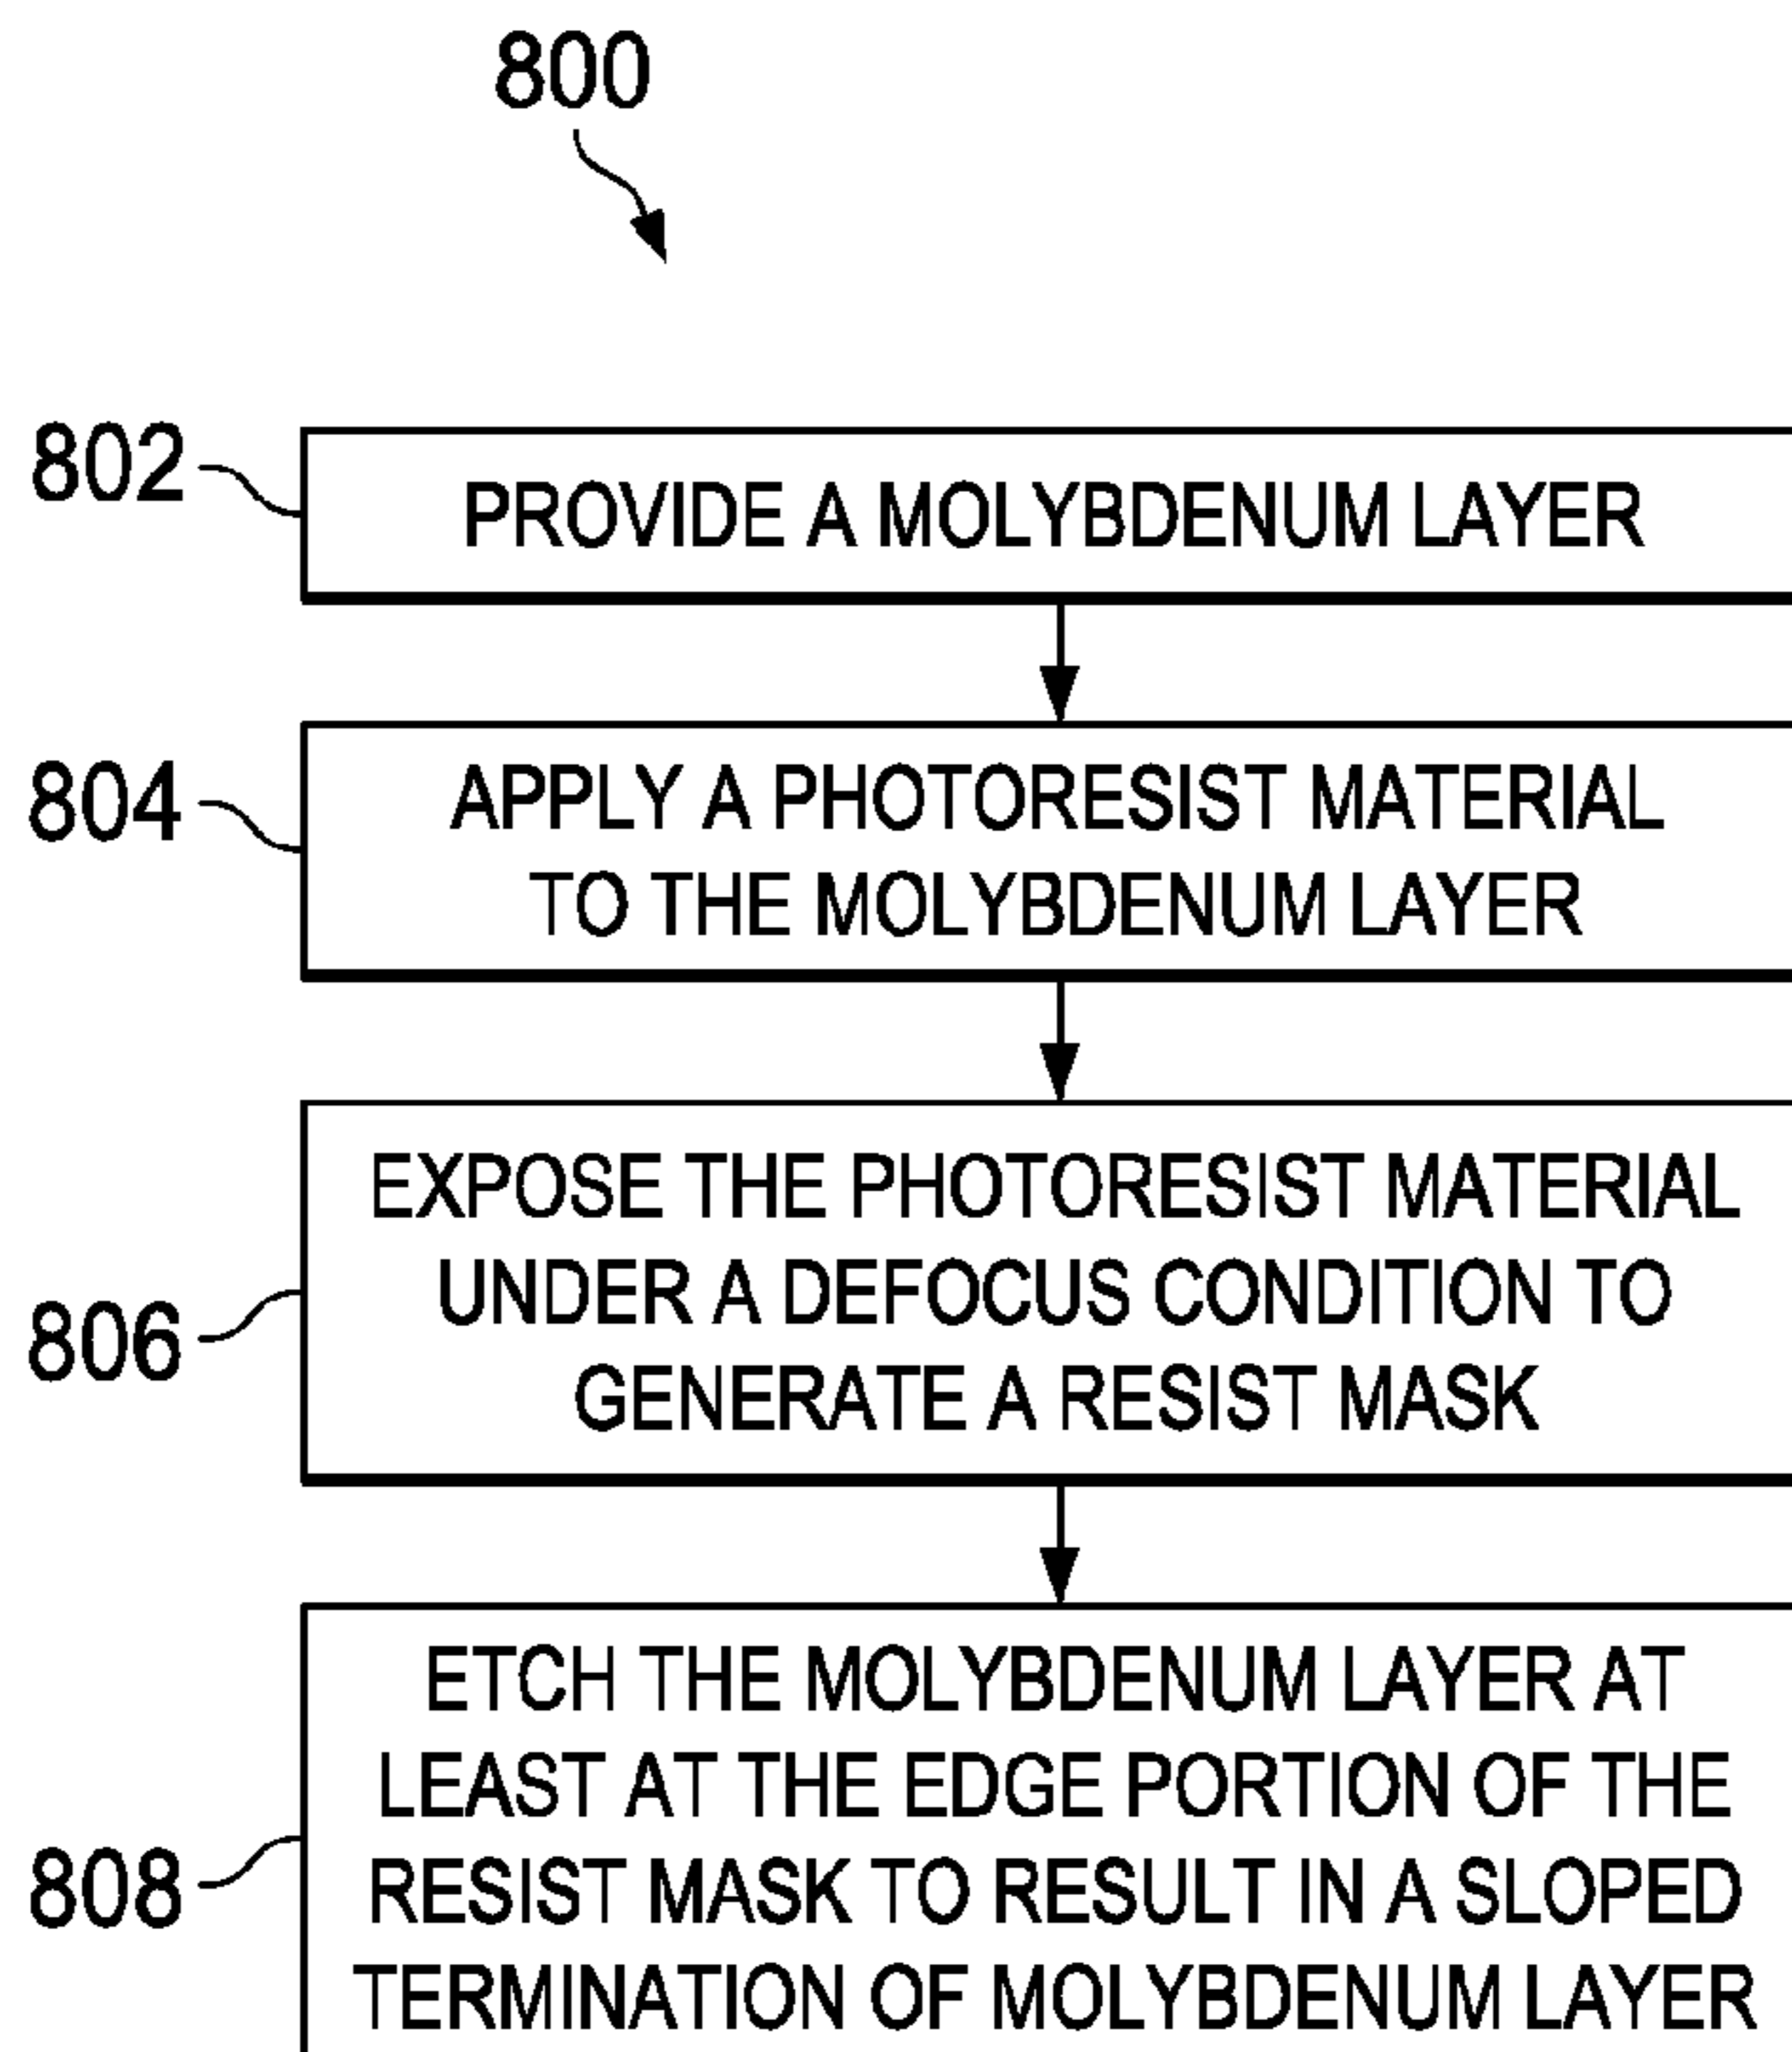 800
802
PROVIDE A MOLYBDENUM LAYER
804
APPLY A PHOTORESIST MATERIAL
TO THE MOLYBDENUM LAYER
EXPOSE THE PHOTORESIST MATERIAL
UNDER A DEFOCUS CONDITION TO
806
GENERATE A RESIST MASK
ETCH THE MOLYBDENUM LAYER AT
LEAST AT THE EDGE PORTION OF THE
808
RESIST MASK TO RESULT IN A SLOPED
TERMINATION OF MOLYBDENUM LAYER